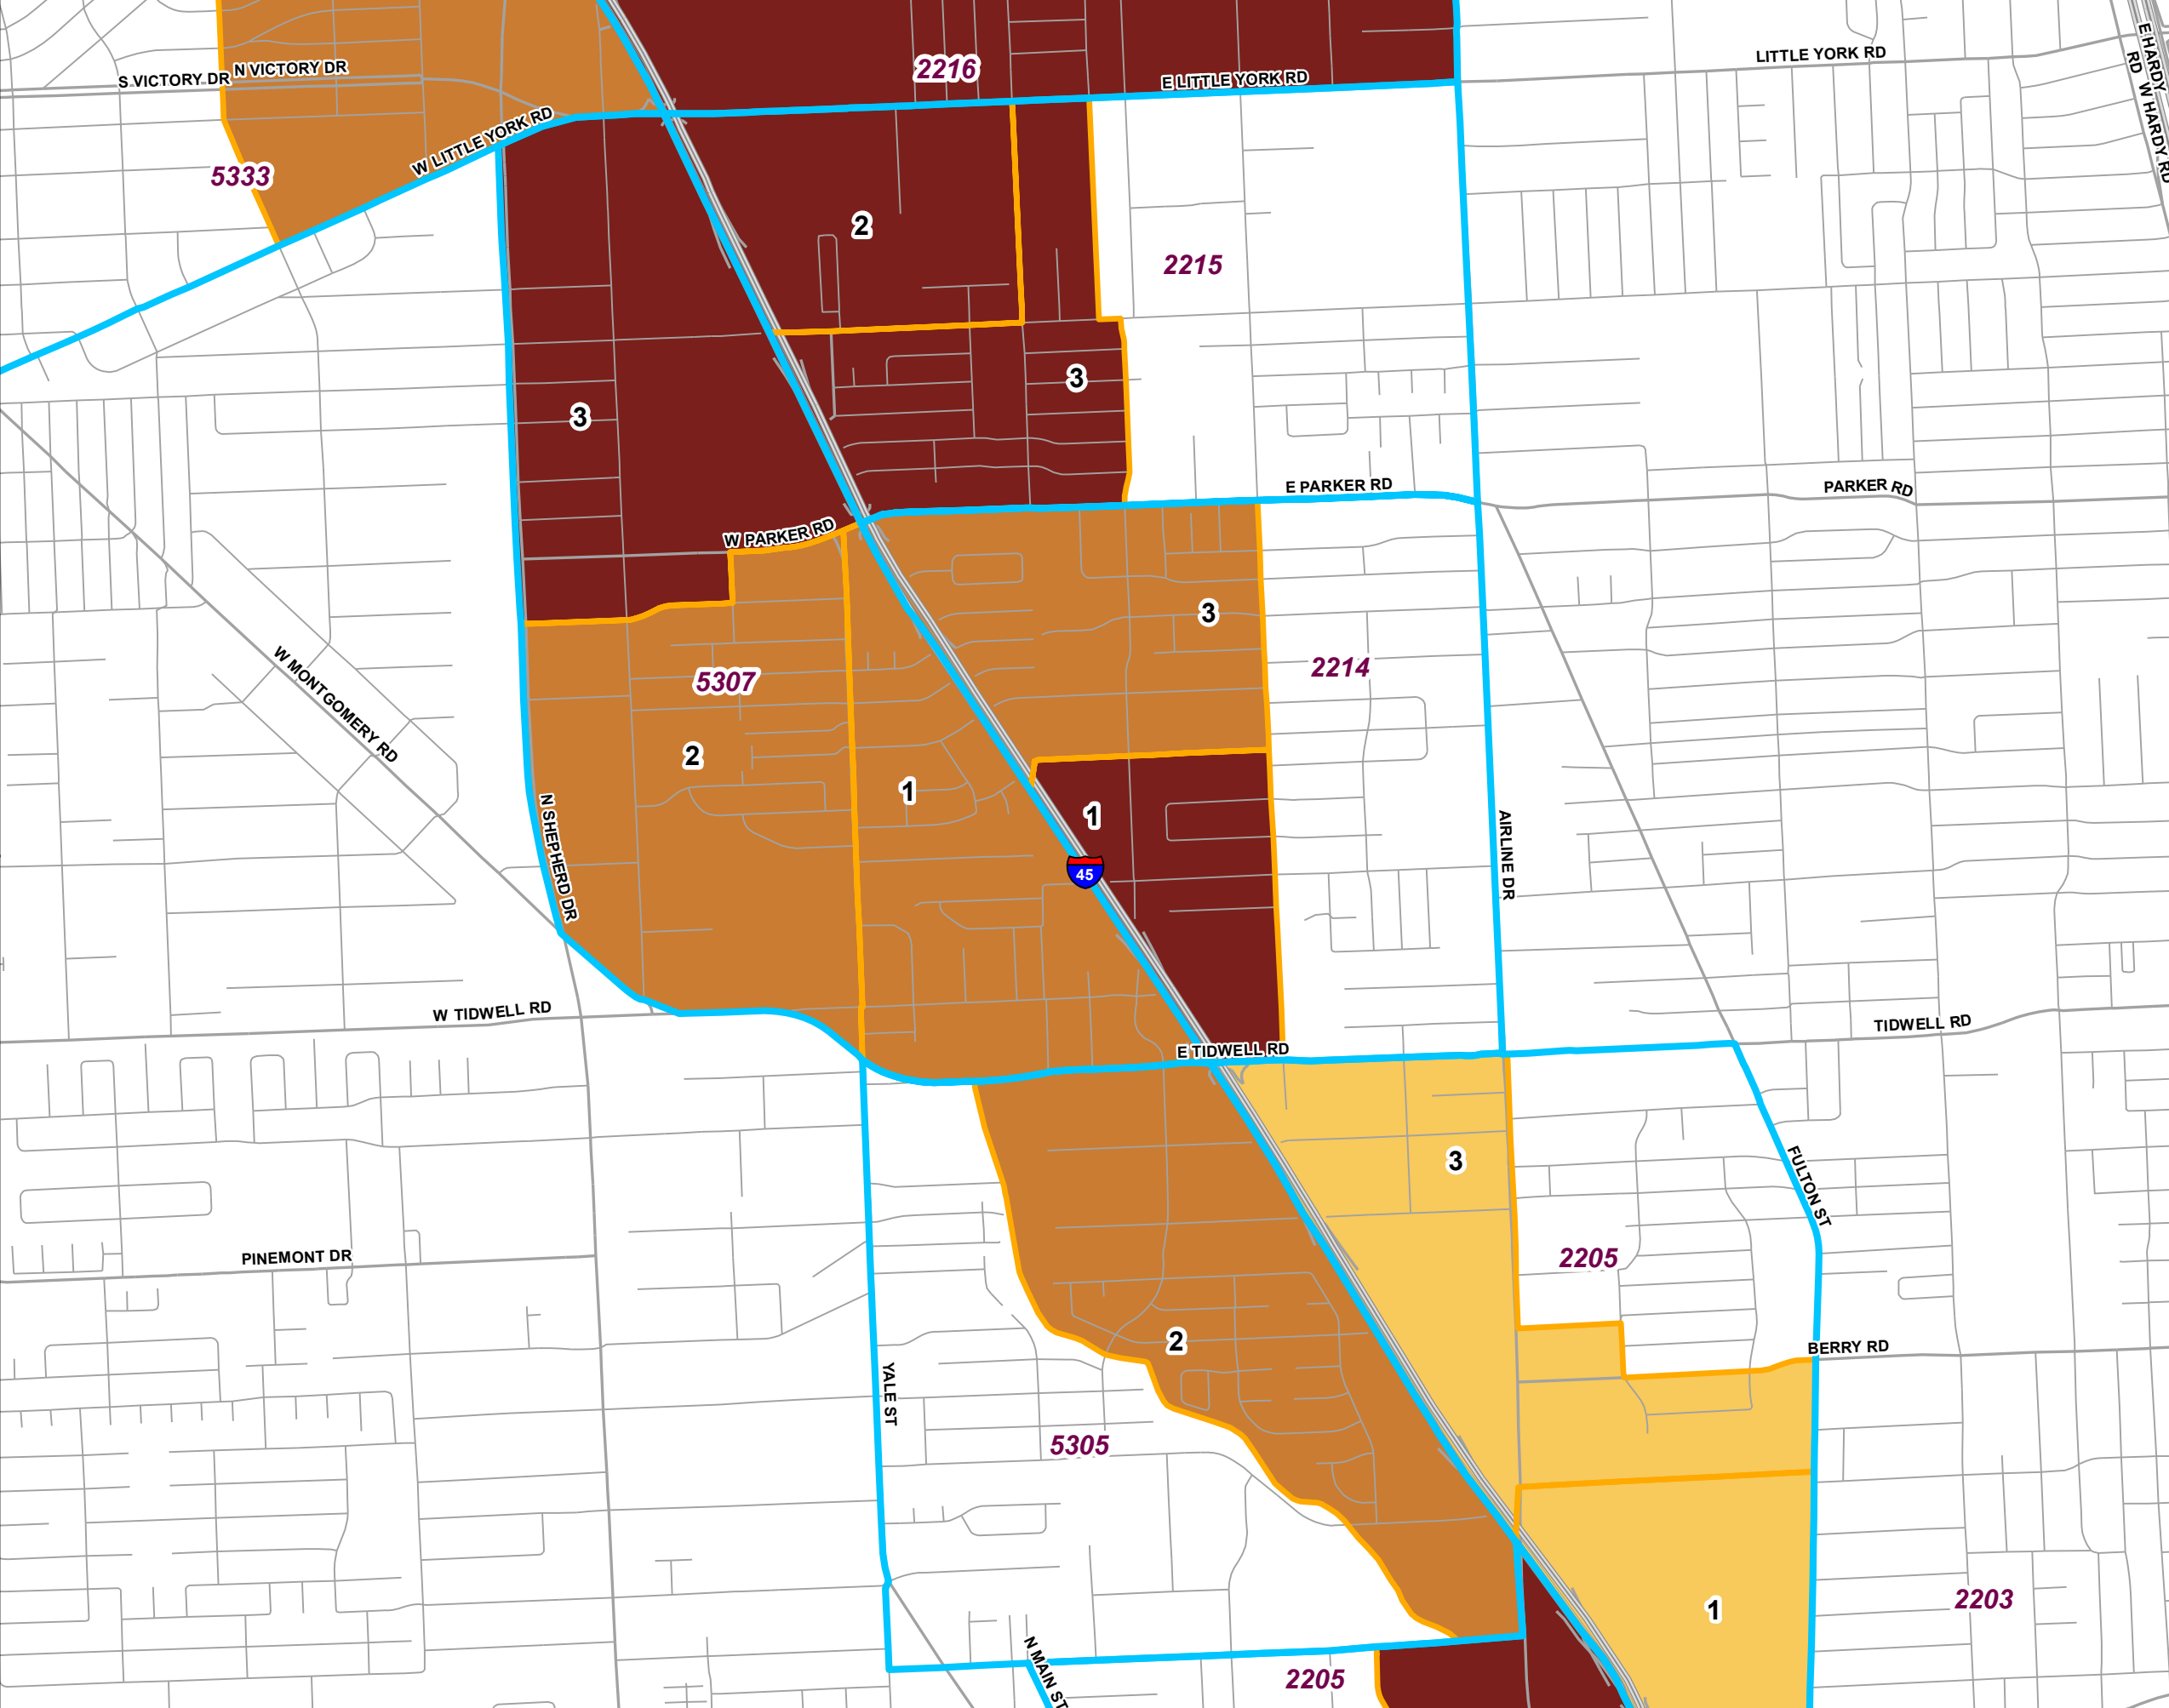 E HARDY RD
W HARDY RD
LITTLE YORK RD
S VICTORY DR
N VICTORY DR
2216
E LITTLE YORK RD
W LITTLE YORK RD
5333
2
2215
3
3
E PARKER RD
PARKER RD
W PARKER RD
3
W MONTGOMERY RD
5307
2214
2
1
1
N SHEPHERD DR
45
AIRLINE DR
W TIDWELL RD
E TIDWELL RD
TIDWELL RD
3
FULTON ST
PINEMONT DR
2205
2
BERRY RD
YALE ST
5305
1
2203
N MAIN ST
2205